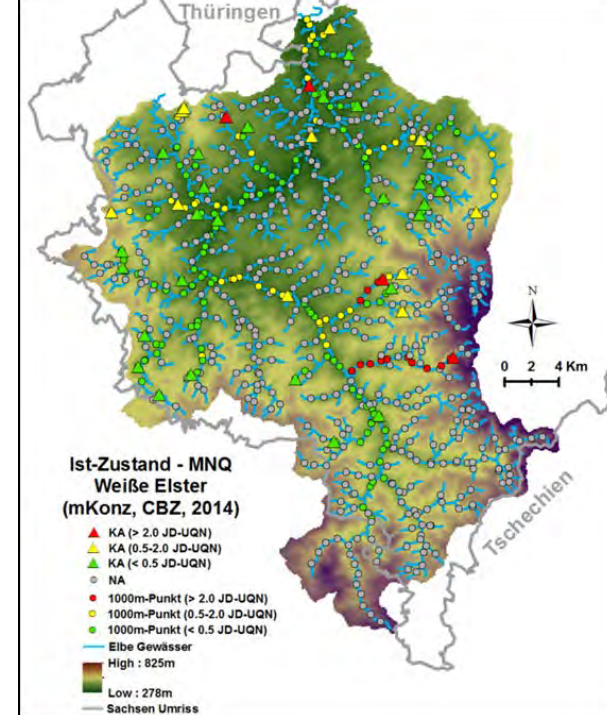 Thüringen
N
0 2 4 Km
Tschechien
Ist-Zustand - MNQ
Weiße Elster
(mKonz, CBZ, 2014)
KA (> 2.0 JD-UQN)
KA (0.5-2.0 JD-UQN)
KA (< 0.5 JD-UQN)
NA
1000m-Punkt (> 2.0 JD-UQN)
1000m-Punkt (0.5-2.0 JD-UQN)
1000m-Punkt (< 0.5 JD-UQN)
Elbe Gewässer
High : 825m
Low : 278m
Sachsen Umriss